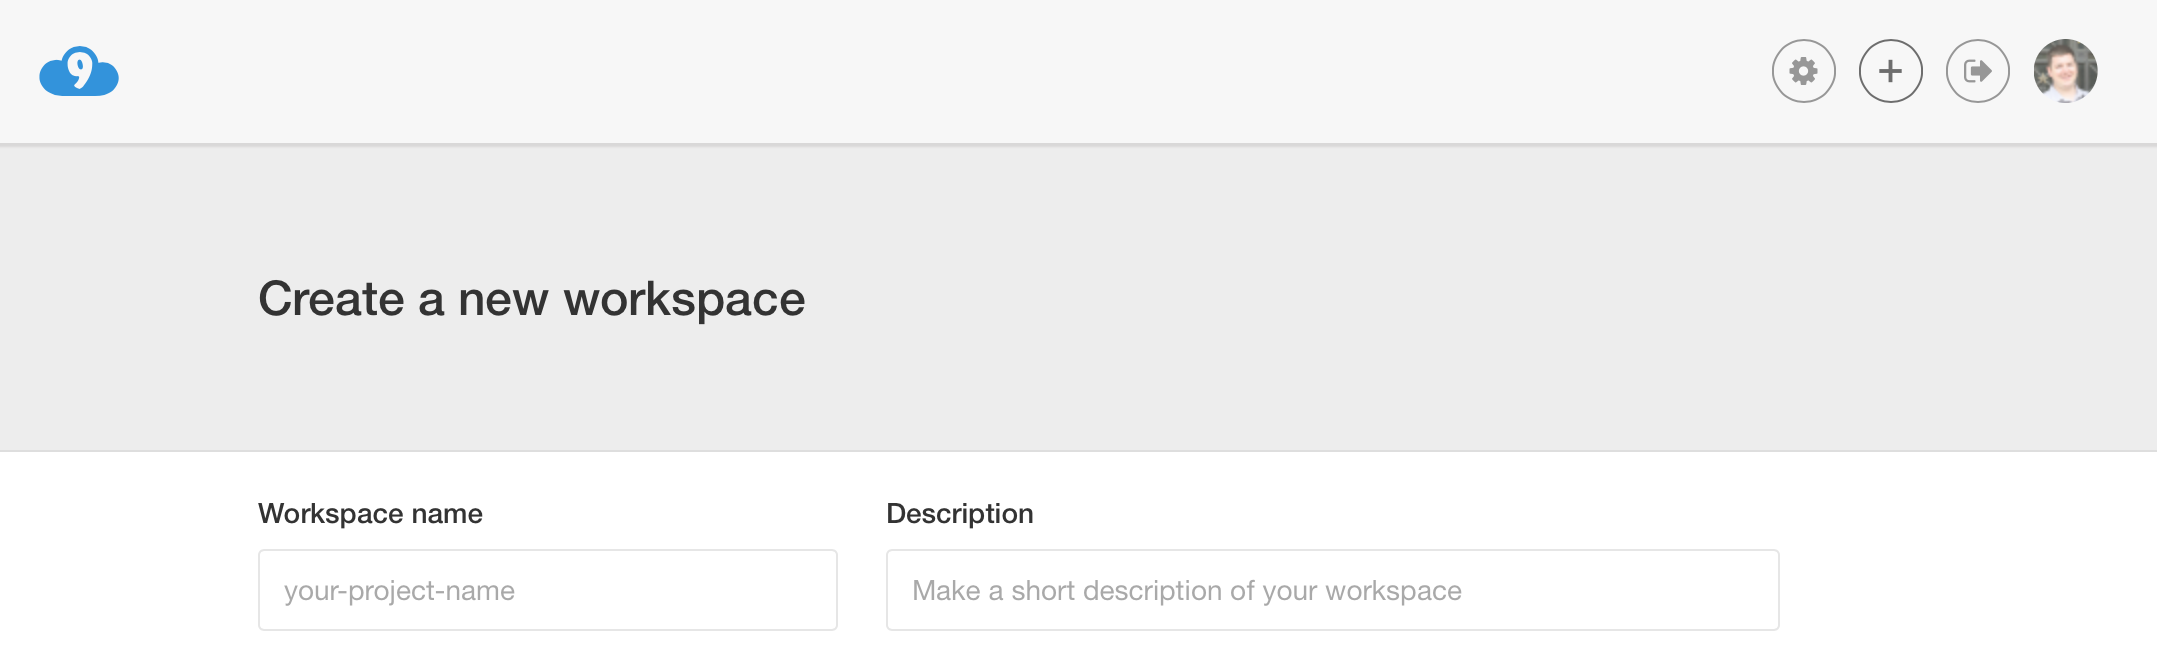 9
Create a new workspace
Workspace name
Description
your-project-name
Make a short description of your workspace